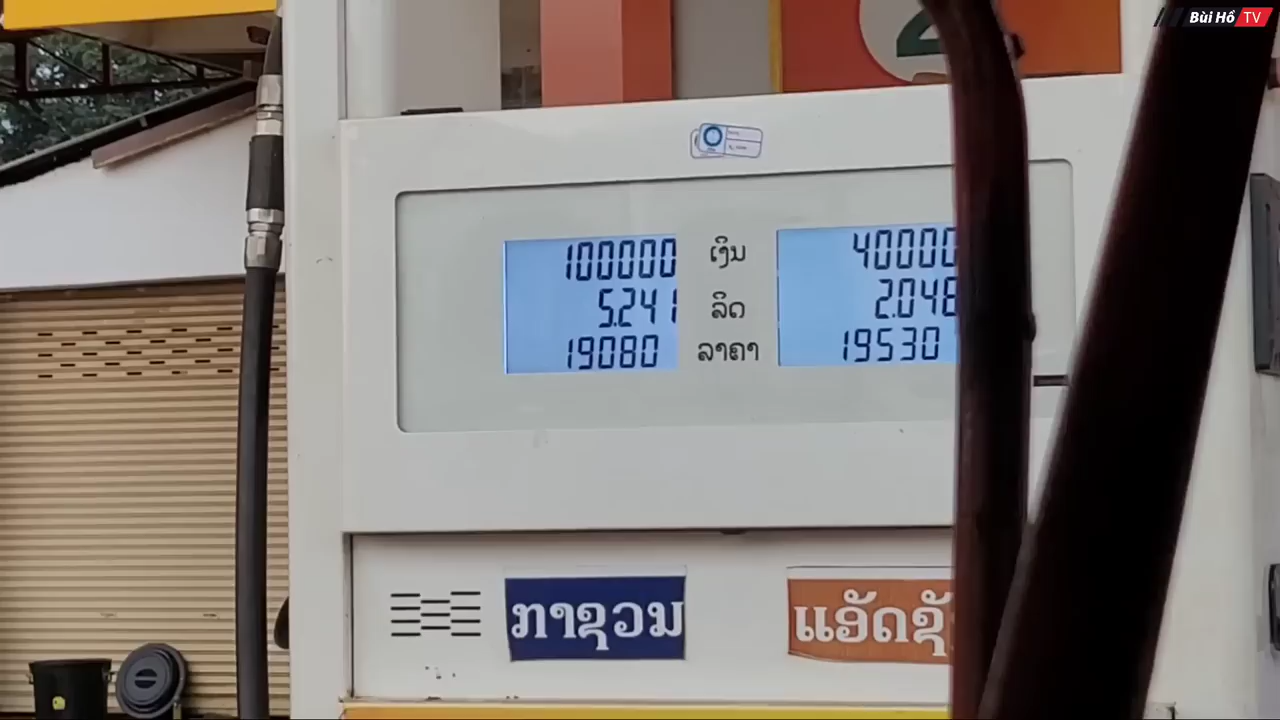 Bùi Hồ TV
2
100000 ເງິນ 40000
5.241 ລິດ 2.048
19080 ລາຄາ 19530
ກາຊວນ ແອັດຊັ